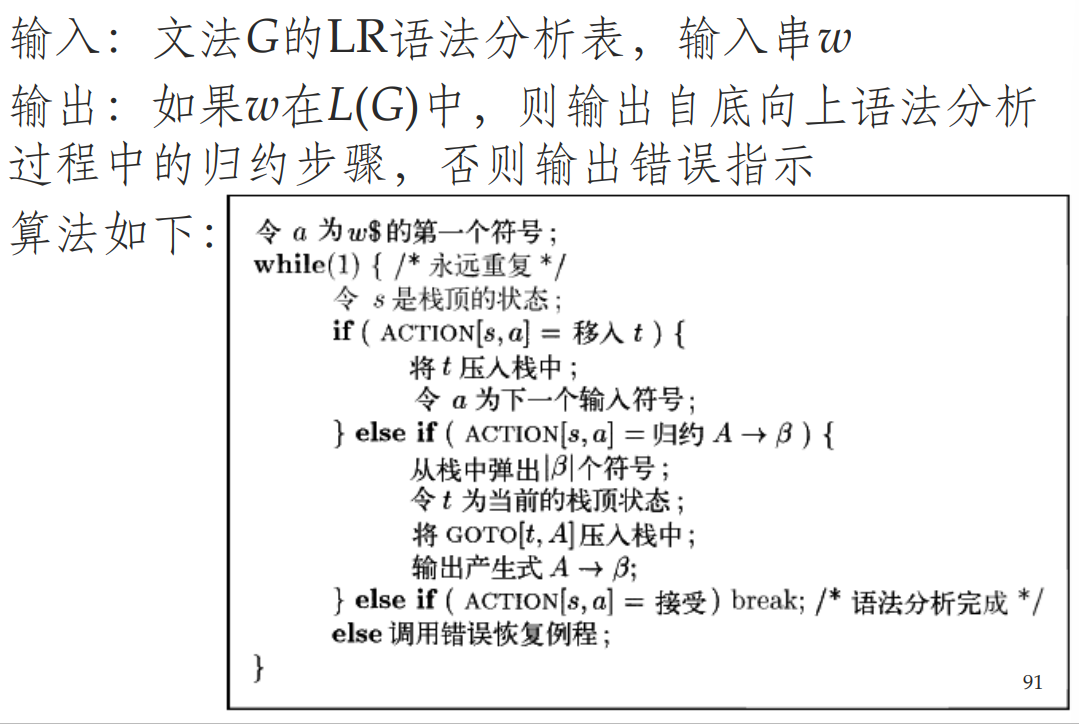 输入：文法G的LR语法分析表，输入串w
输出：如果w在L(G)中，则输出自底向上语法分析
过程中的归约步骤，否则输出错误指示
算法如下：
令 a 为 w$ 的第一个符号;
while(1) { /* 永远重复 */
令 s 是栈顶的状态;
if ( ACTION[s, a] = 移入 t ) {
将 t 压入栈中;
令 a 为下一个输入符号;
} else if ( ACTION[s, a] = 归约 A → β ) {
从栈中弹出|β|个符号;
令 t 为当前的栈顶状态;
将 GOTO[t, A] 压入栈中;
输出产生式 A → β;
} else if ( ACTION[s, a] = 接受) break; /* 语法分析完成 */
else 调用错误恢复例程;
}
91